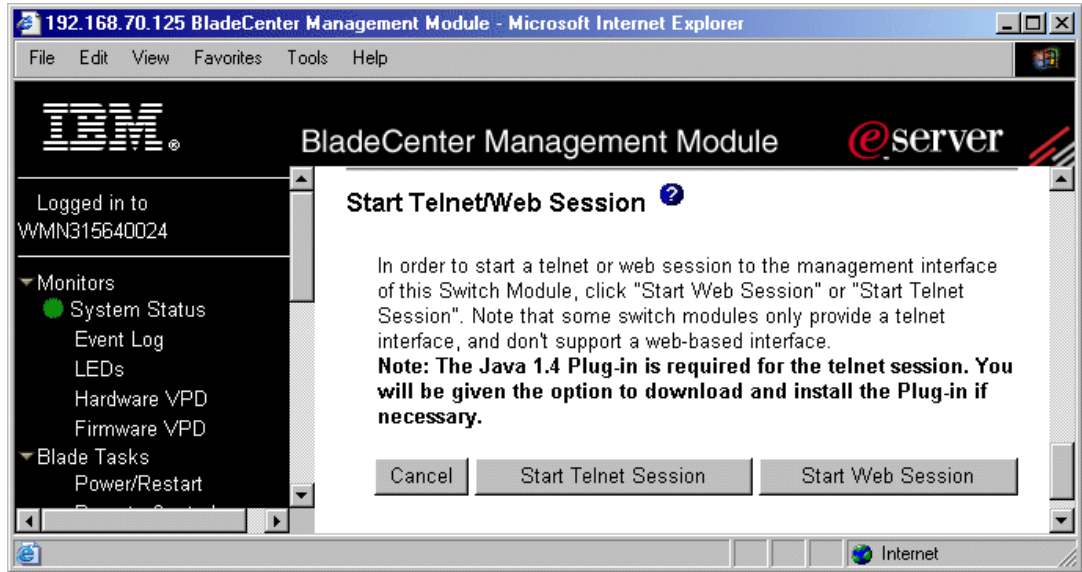 192.168.70.125 BladeCenter Management Module - Microsoft Internet Explorer
File Edit View Favorites Tools Help
IBM®
BladeCenter Management Module
e server
Logged in to
WMN315640024
Monitors
System Status
Event Log
LEDs
Hardware VPD
Firmware VPD
Blade Tasks
Power/Restart
Start Telnet/Web Session ?
In order to start a telnet or web session to the management interface
of this Switch Module, click "Start Web Session" or "Start Telnet
Session". Note that some switch modules only provide a telnet
interface, and don't support a web-based interface.
Note: The Java 1.4 Plug-in is required for the telnet session. You
will be given the option to download and install the Plug-in if
necessary.
Cancel Start Telnet Session Start Web Session
Internet